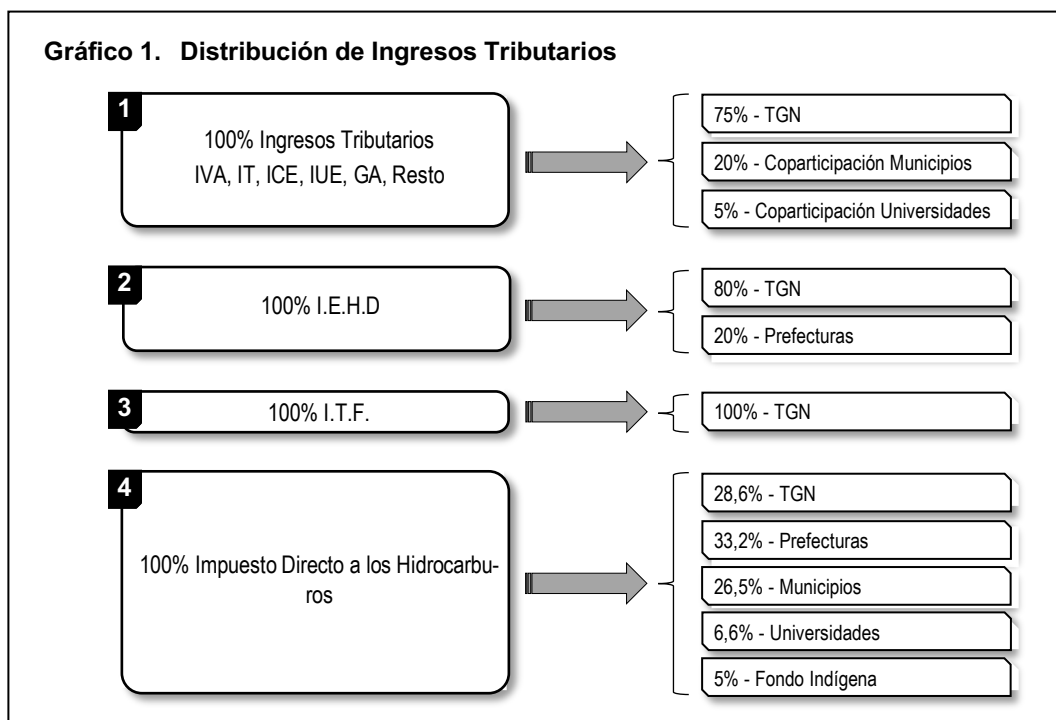 Gráfico 1. Distribución de Ingresos Tributarios
1
100% Ingresos Tributarios
IVA, IT, ICE, IUE, GA, Resto
75% - TGN
20% - Coparticipación Municipios
5% - Coparticipación Universidades
2
100% I.E.H.D
80% - TGN
20% - Prefecturas
3
100% I.T.F.
100% - TGN
4
100% Impuesto Directo a los Hidrocarbu-
ros
28,6% - TGN
33,2% - Prefecturas
26,5% - Municipios
6,6% - Universidades
5% - Fondo Indígena